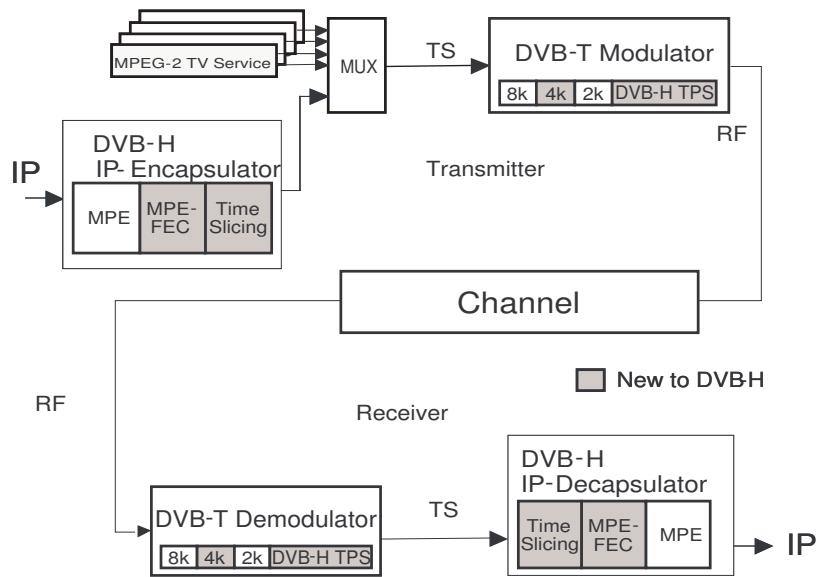 MPEG-2 TV Service
MUX
TS
DVB-T Modulator
8k 4k 2k DVB-H TPS
RF
DVB-H
IP- Encapsulator
IP
MPE
MPE-
FEC
Time
Slicing
Transmitter
Channel
New to DVB-H
RF
Receiver
DVB-T Demodulator
8k 4k 2k DVB-H TPS
TS
DVB-H
IP-Decapsulator
Time
Slicing
MPE-
FEC
MPE
IP